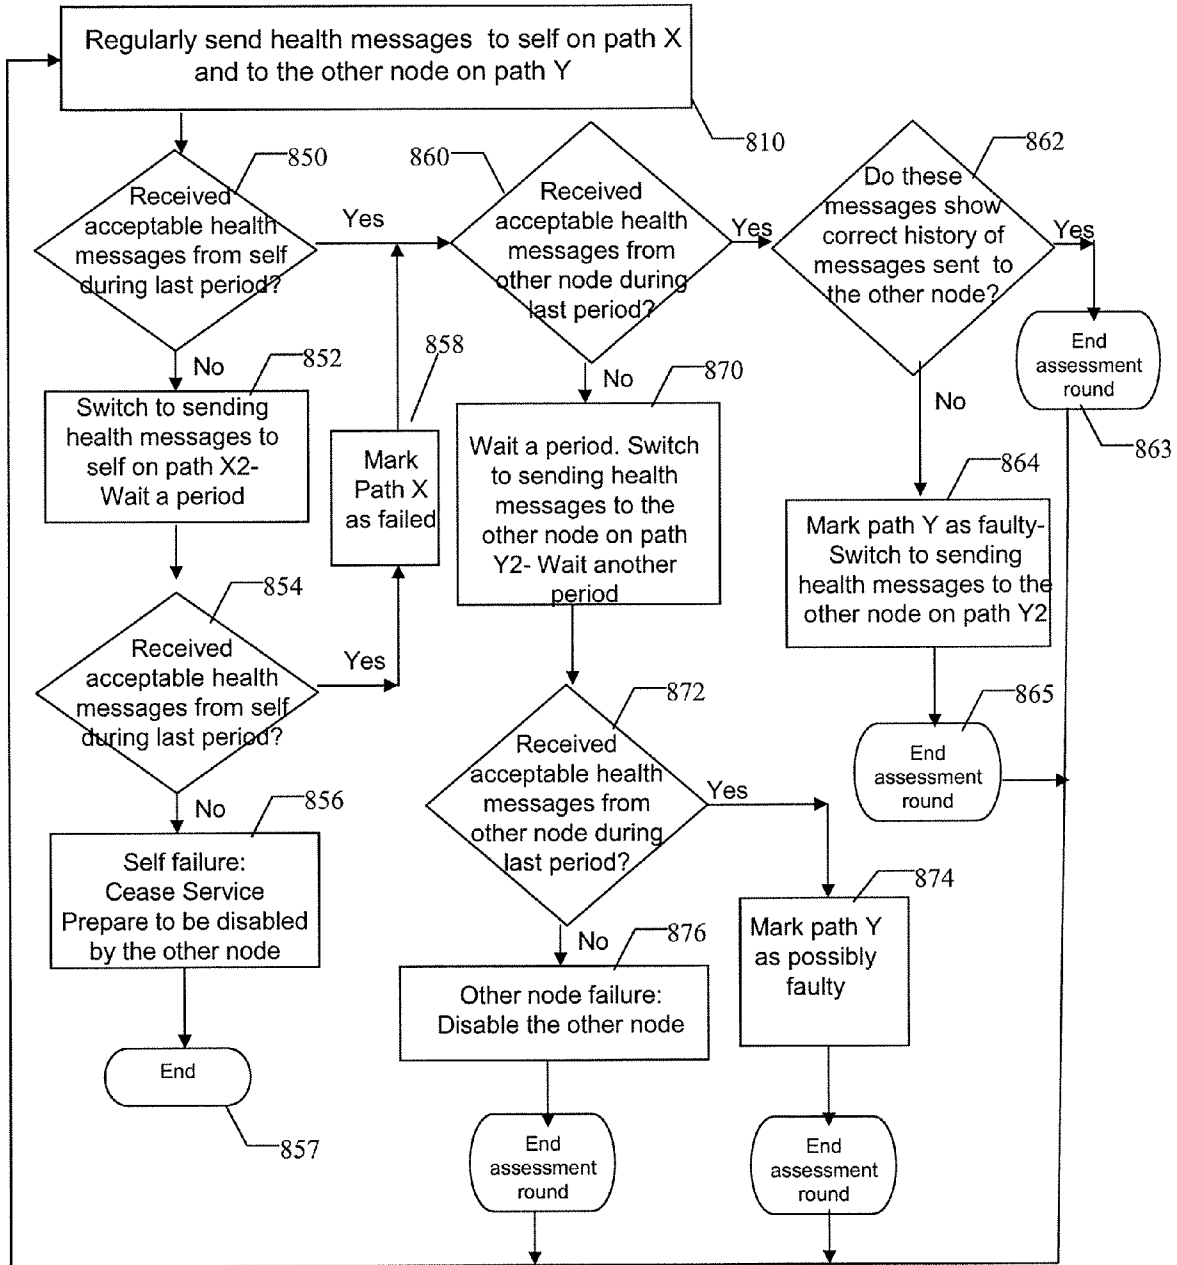 Regularly send health messages to self on path X
and to the other node on path Y
810
850
Received
acceptable health
messages from self
during last period?
Yes
No
860
Received
acceptable health
messages from
other node during
last period?
Yes
No
862
Do these
messages show
correct history of
messages sent to
the other node?
Yes
No
End
assessment
round
863
852
Switch to sending
health messages to
self on path X2-
Wait a period
858
Mark
Path X
as failed
870
Wait a period. Switch
to sending health
messages to the
other node on path
Y2- Wait another
period
864
Mark path Y as faulty-
Switch to sending
health messages to the
other node on path Y2
854
Received
acceptable health
messages from self
during last period?
Yes
No
872
Received
acceptable health
messages from
other node during
last period?
Yes
No
865
End
assessment
round
856
Self failure:
Cease Service
Prepare to be disabled
by the other node
876
Other node failure:
Disable the other node
874
Mark path Y
as possibly
faulty
End
857
End
assessment
round
End
assessment
round